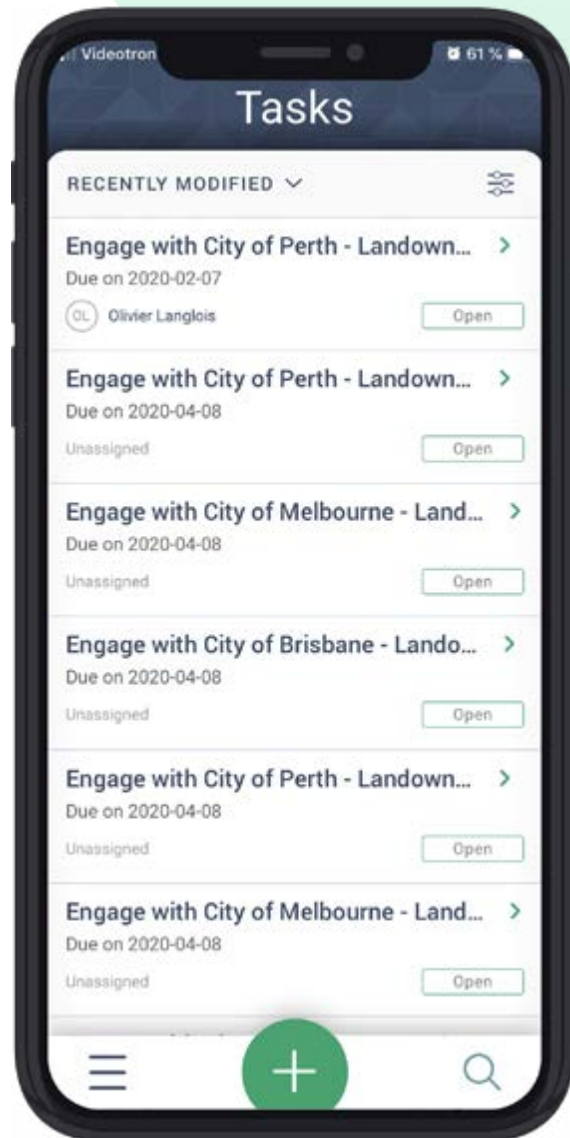 Videotron
61 %
Tasks
RECENTLY MODIFIED
Engage with City of Perth - Landown...
Due on 2020-02-07
OL Olivier Langlois
Open
Engage with City of Perth - Landown...
Due on 2020-04-08
Unassigned
Open
Engage with City of Melbourne - Land...
Due on 2020-04-08
Unassigned
Open
Engage with City of Brisbane - Lando...
Due on 2020-04-08
Unassigned
Open
Engage with City of Perth - Landown...
Due on 2020-04-08
Unassigned
Open
Engage with City of Melbourne - Land...
Due on 2020-04-08
Unassigned
Open